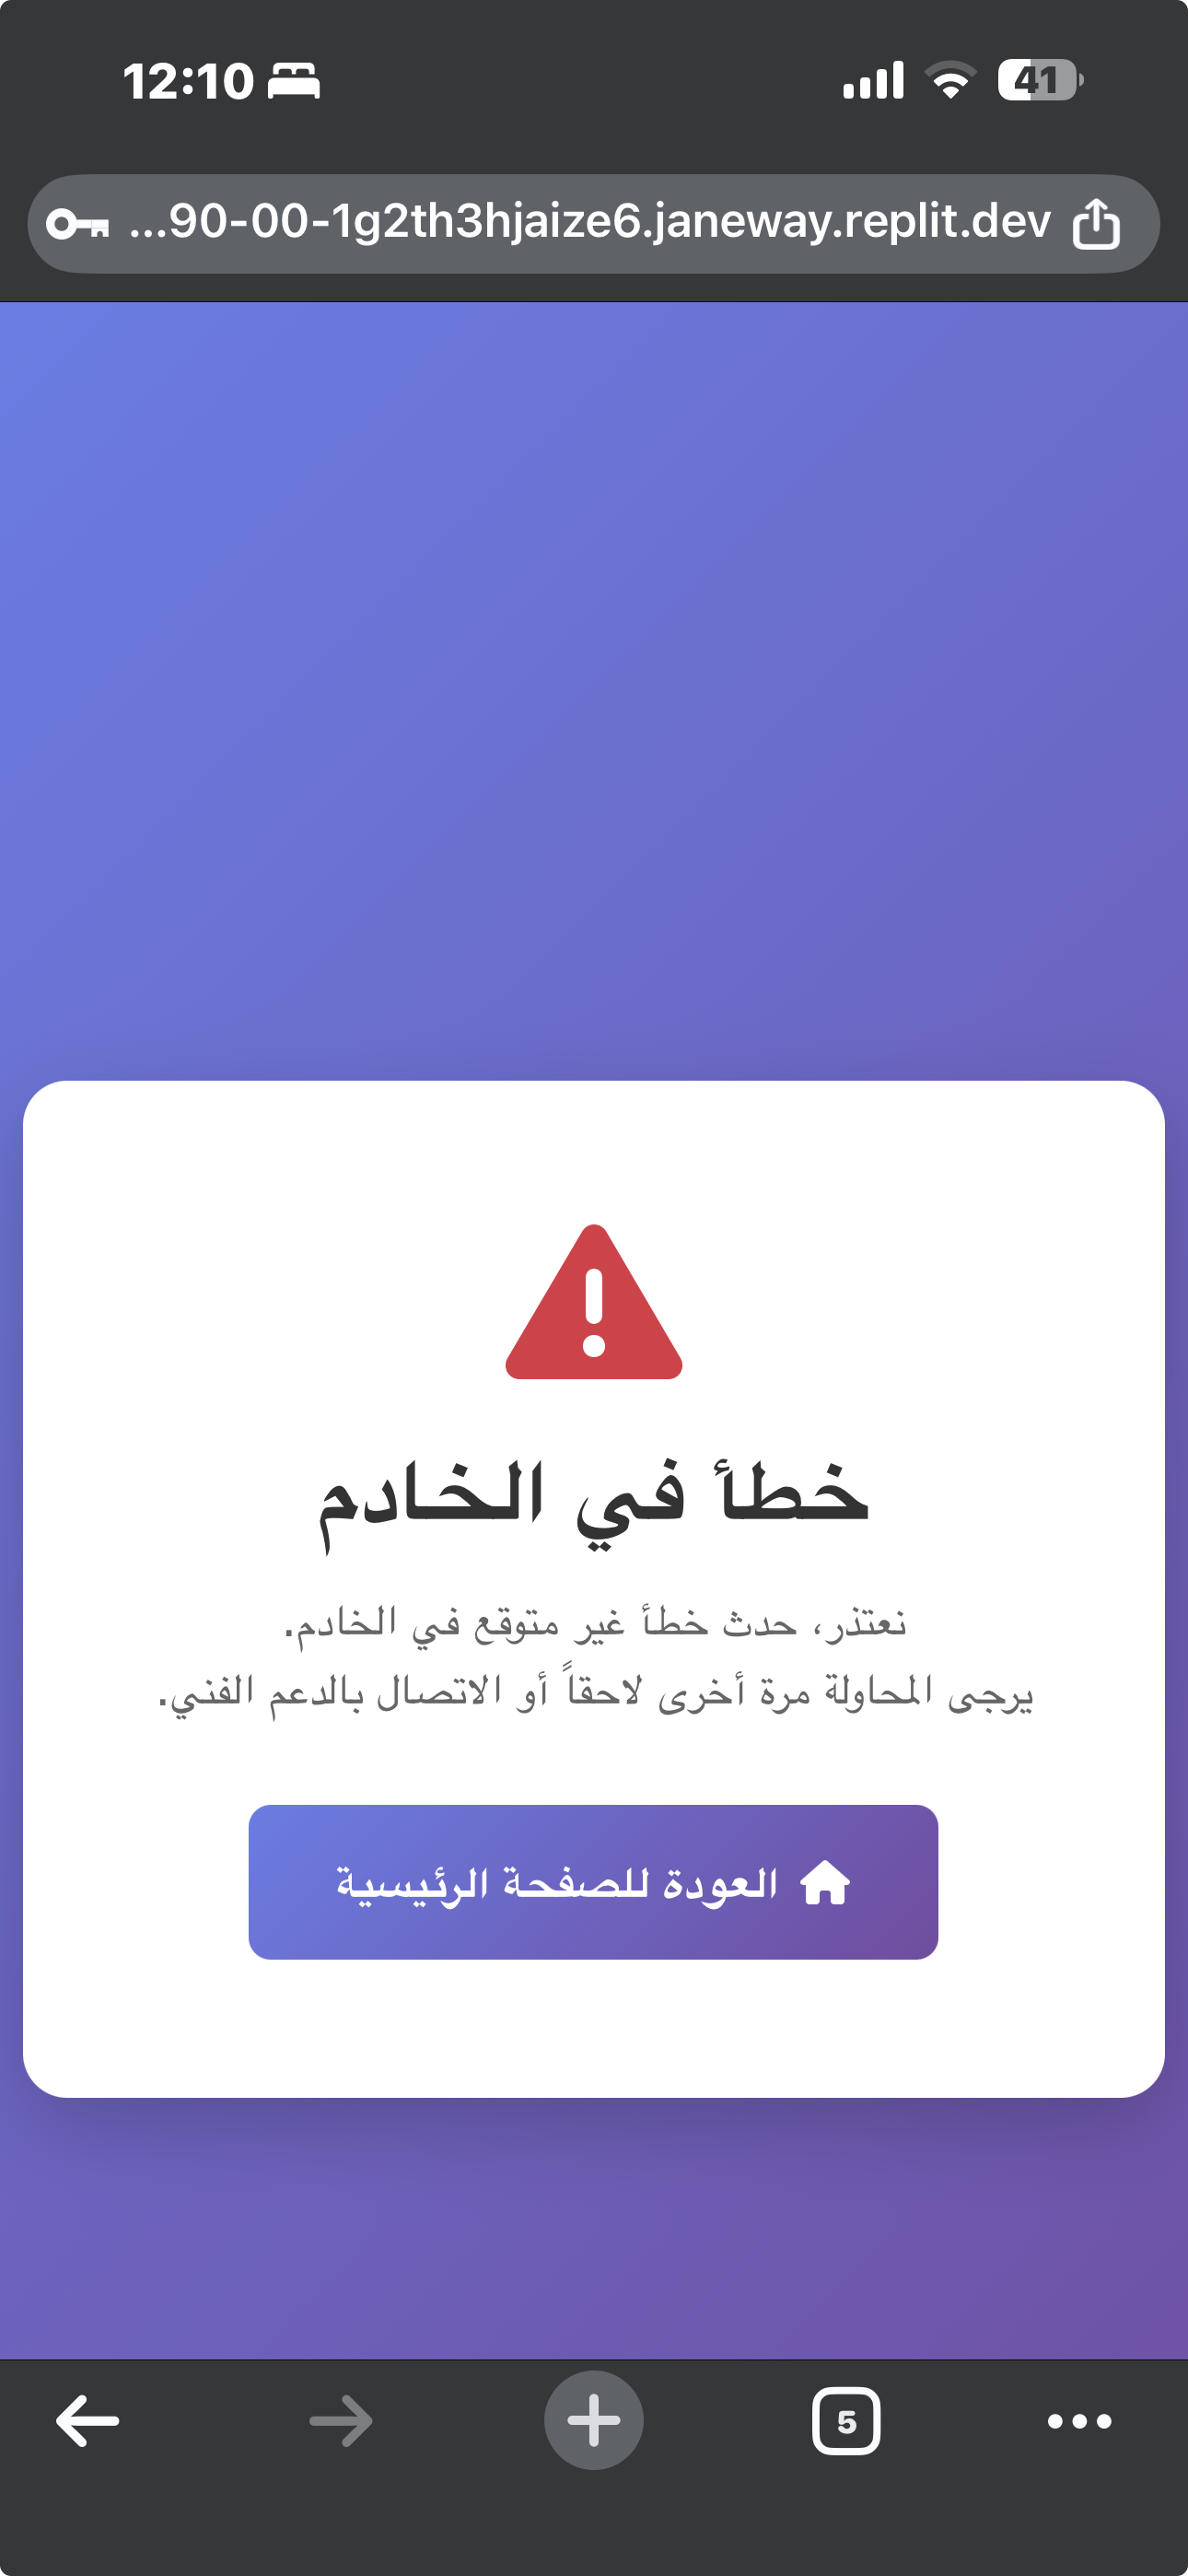 12:10
41
...90-00-1g2th3hjaize6.janeway.replit.dev
خطأ في الخادم
نعتذر، حدث خطأ غير متوقع في الخادم.
يرجى المحاولة مرة أخرى لاحقاً أو الاتصال بالدعم الفني.
العودة للصفحة الرئيسية
5